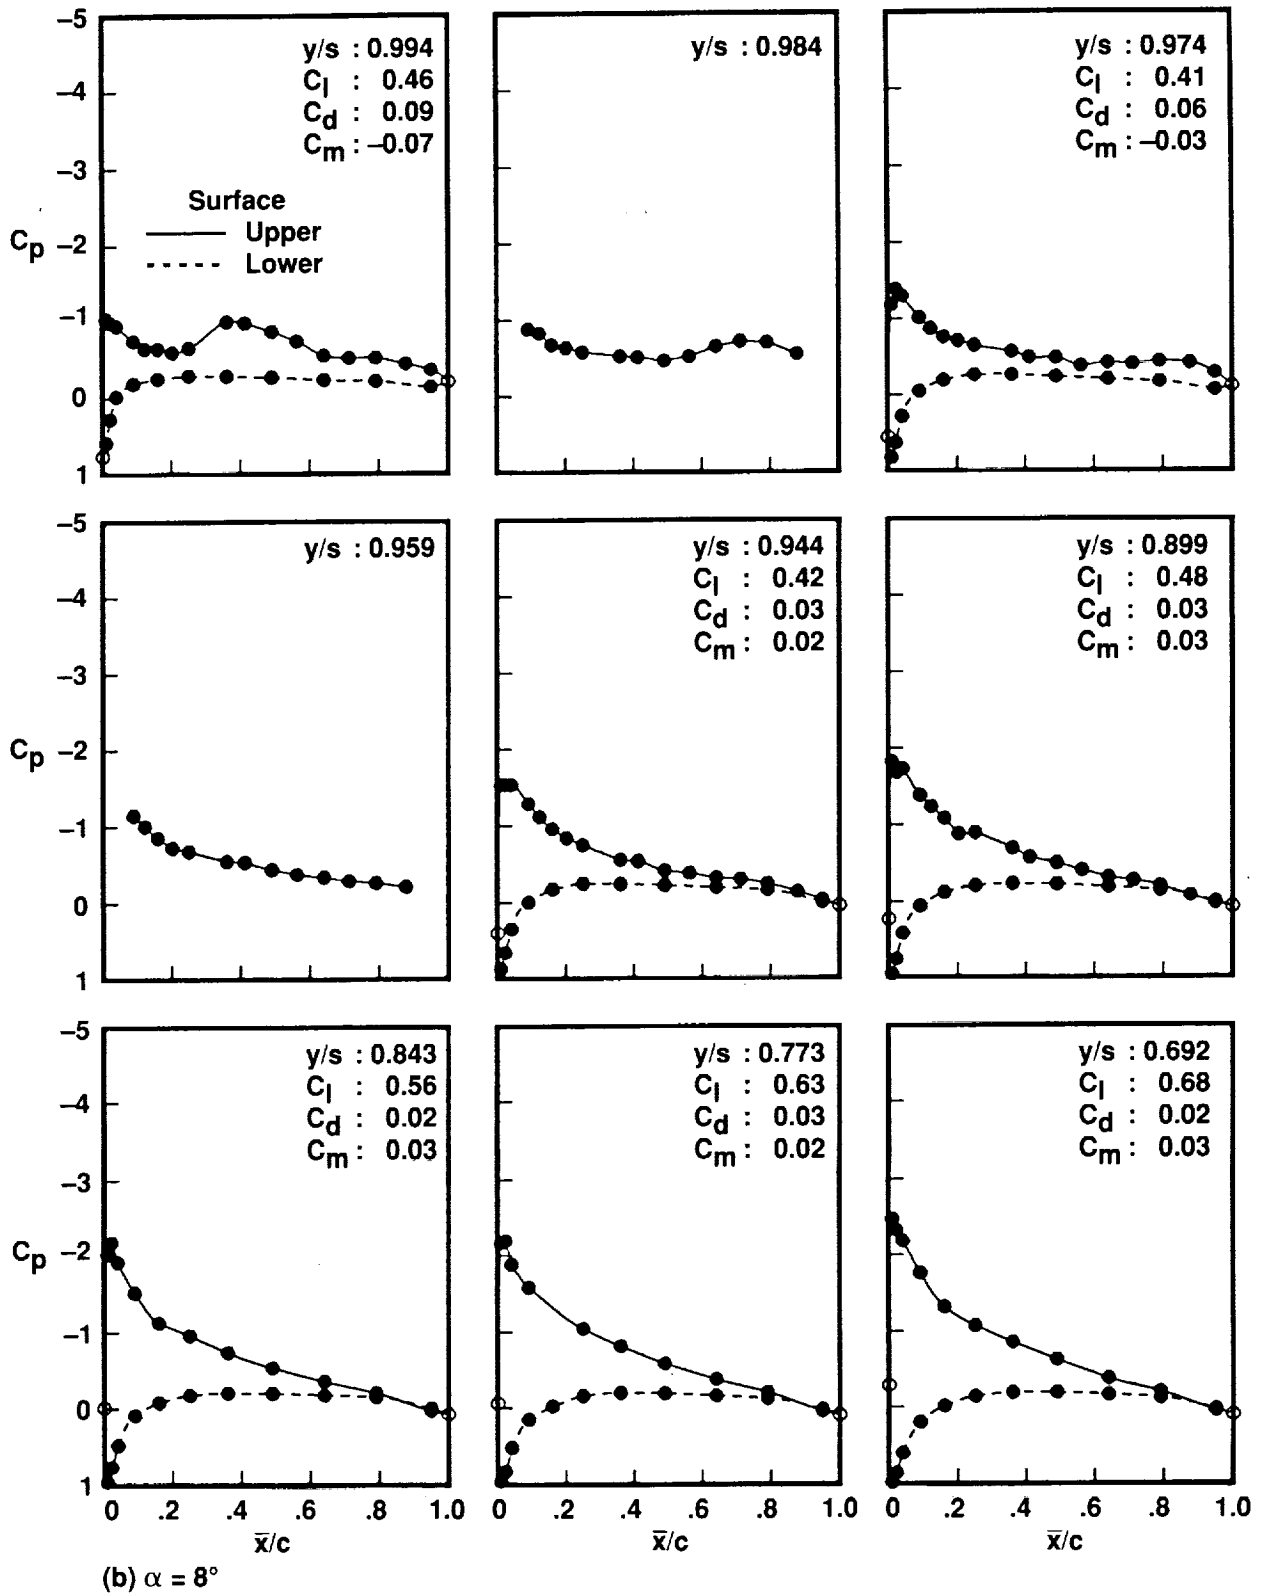 y/s : 0.994
Cl : 0.46
Cd : 0.09
Cm : –0.07
Surface
Upper
Lower
Cp
–5
–4
–3
–2
–1
0
1
y/s : 0.984
y/s : 0.974
Cl : 0.41
Cd : 0.06
Cm : –0.03
y/s : 0.959
Cp
–5
–4
–3
–2
–1
0
1
y/s : 0.944
Cl : 0.42
Cd : 0.03
Cm : 0.02
y/s : 0.899
Cl : 0.48
Cd : 0.03
Cm : 0.03
y/s : 0.843
Cl : 0.56
Cd : 0.02
Cm : 0.03
Cp
–5
–4
–3
–2
–1
0
1
0 .2 .4 .6 .8 1.0
x̅/c
y/s : 0.773
Cl : 0.63
Cd : 0.03
Cm : 0.02
0 .2 .4 .6 .8 1.0
x̅/c
y/s : 0.692
Cl : 0.68
Cd : 0.02
Cm : 0.03
0 .2 .4 .6 .8 1.0
x̅/c
(b) α = 8°